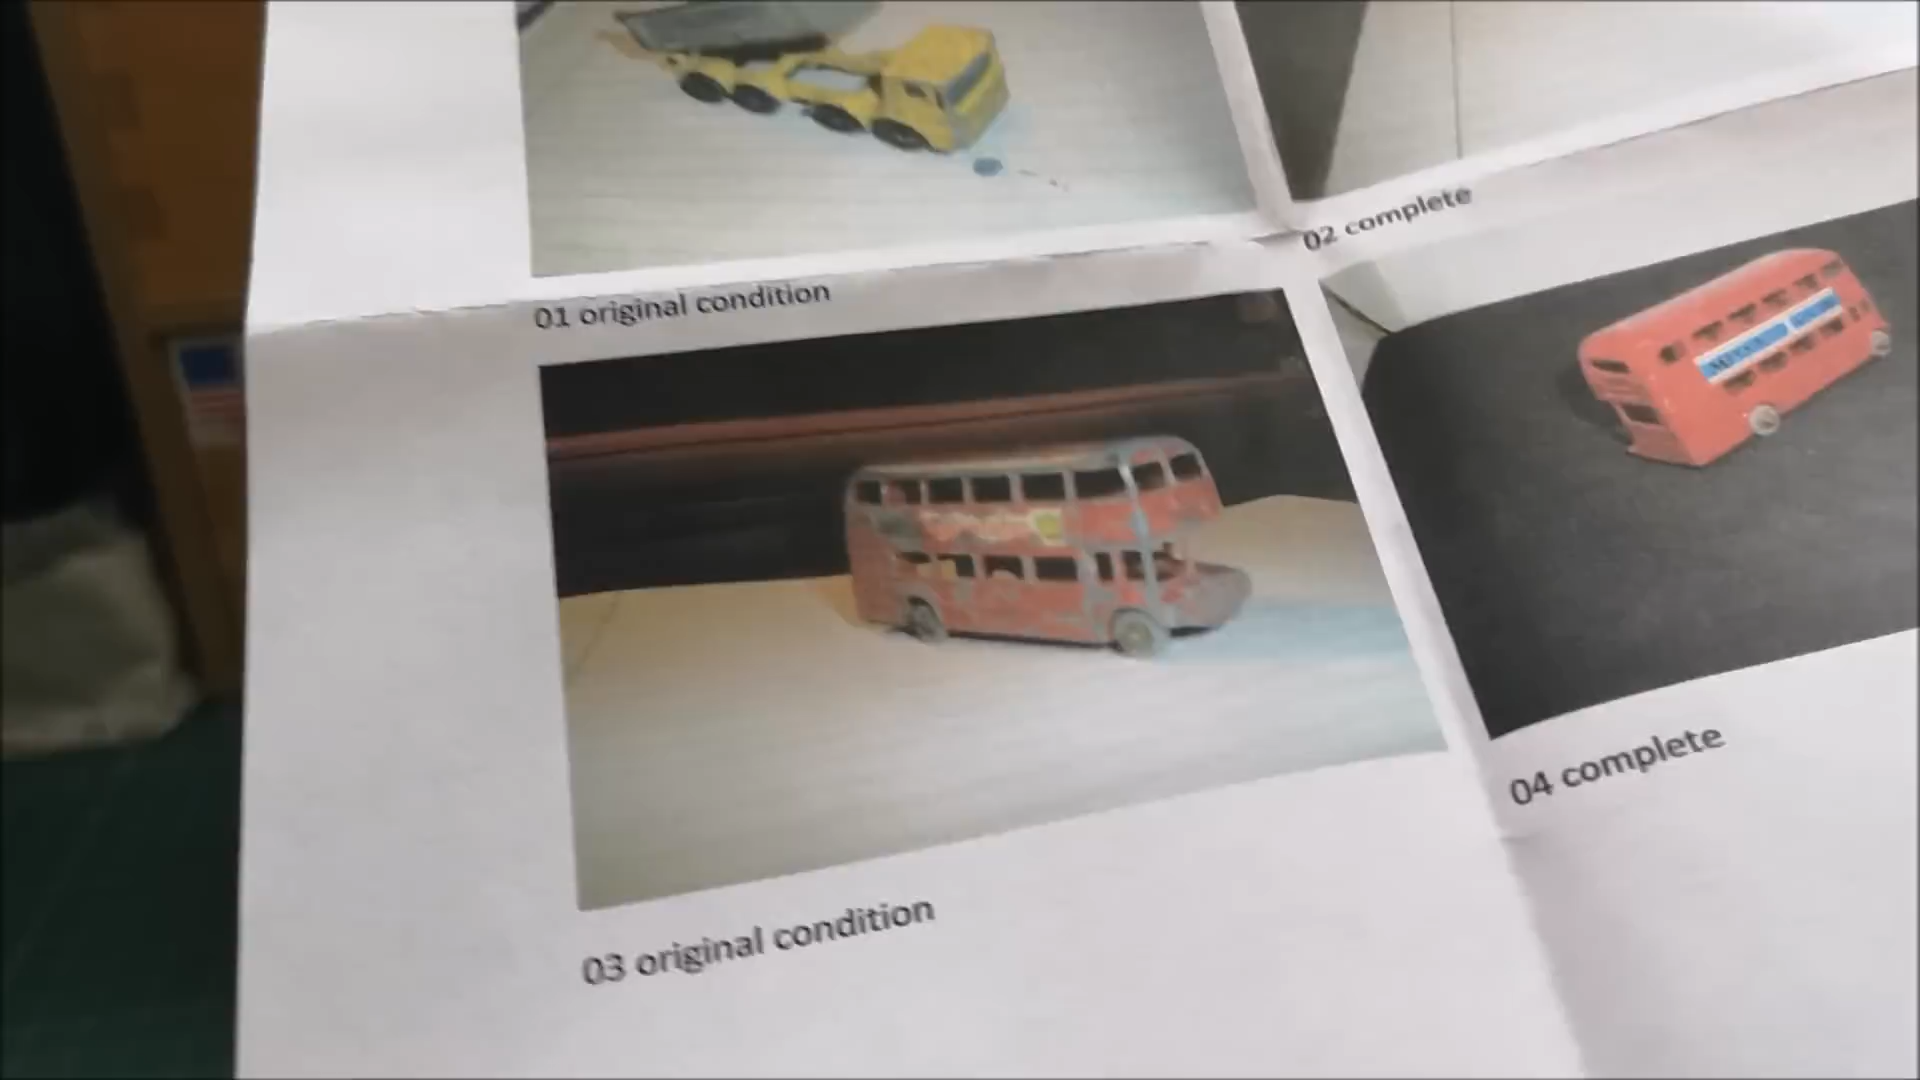 01 original condition
02 complete
03 original condition
04 complete